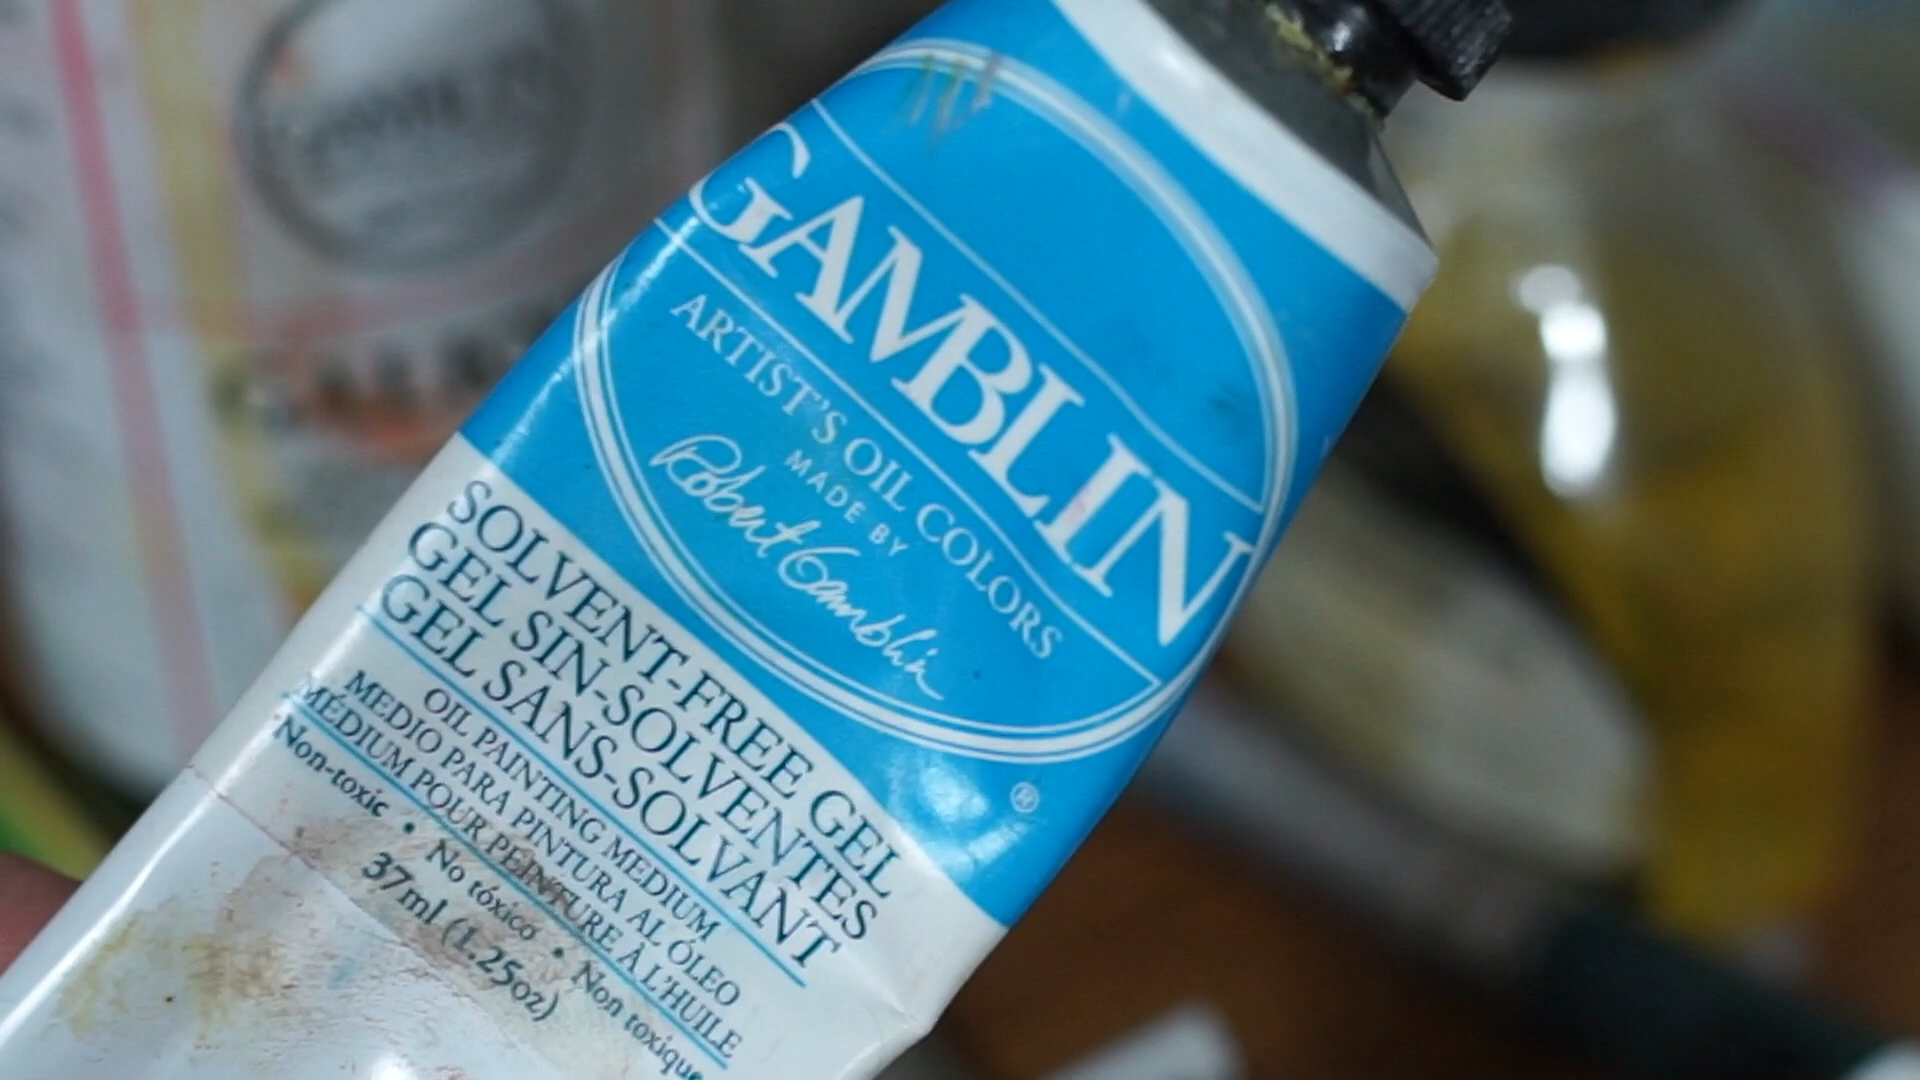 GAMBLIN
ARTIST'S OIL COLORS
MADE BY
Robert Gamblin
®
SOLVENT-FREE GEL
GEL SIN-SOLVENTES
GEL SANS-SOLVANT
OIL PAINTING MEDIUM
MEDIO PARA PINTURA AL ÓLEO
MÉDIUM POUR PEINTURE À L'HUILE
Non-toxic • No tóxico • Non toxique
37ml (1.25oz)